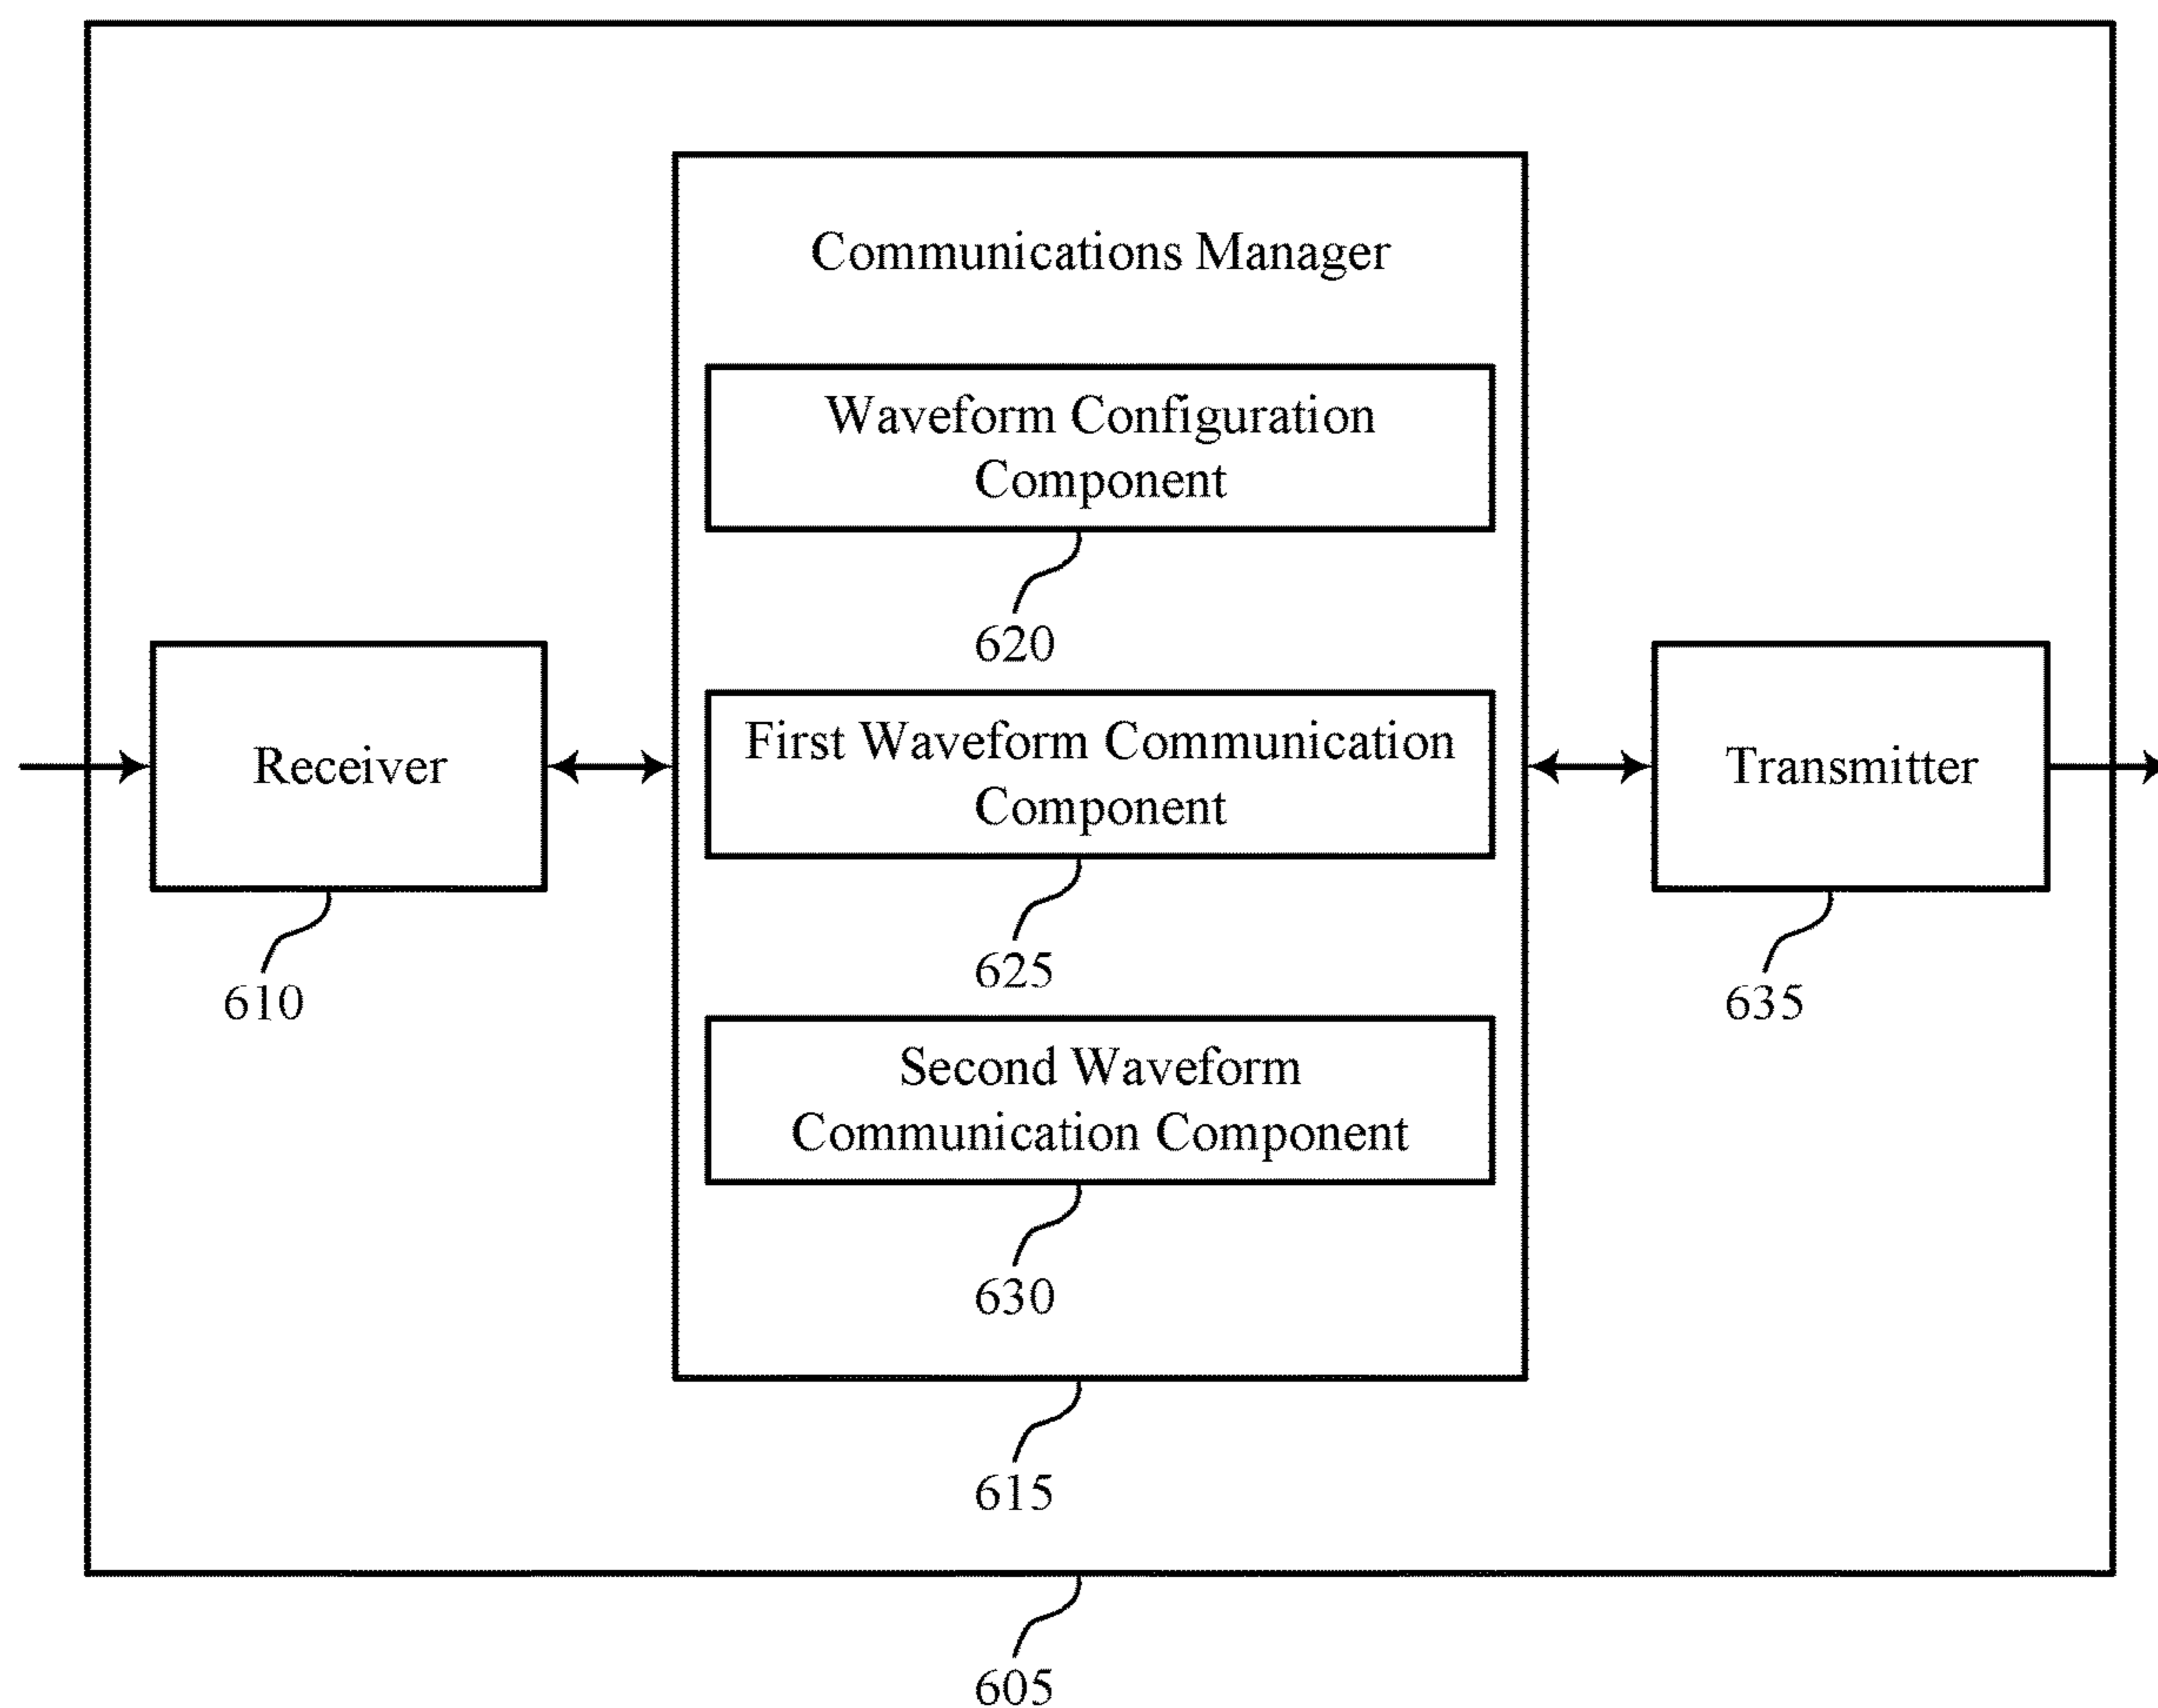 Communications Manager
Waveform Configuration
Component
620
Receiver
610
First Waveform Communication
Component
625
Transmitter
635
Second Waveform
Communication Component
630
615
605